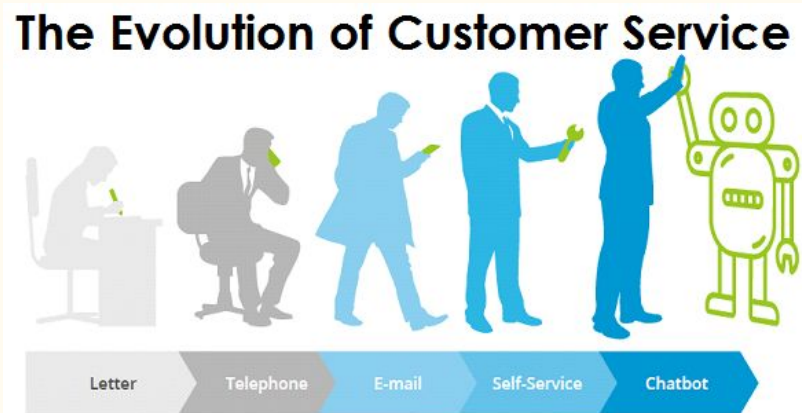 The Evolution of Customer Service
Letter
Telephone
E-mail
Self-Service
Chatbot